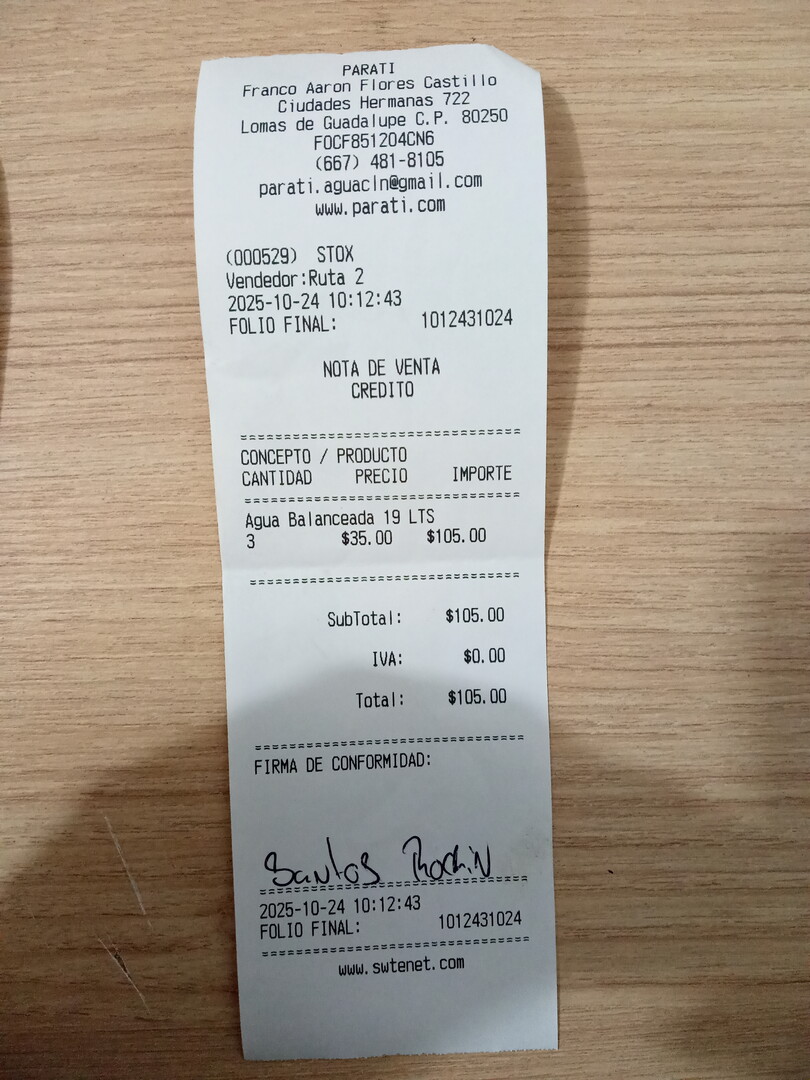 PARATI
Franco Aaron Flores Castillo
Ciudades Hermanas 722
Lomas de Guadalupe C.P. 80250
FOCF851204CN6
(667) 481-8105
parati.aguacln@gmail.com
www.parati.com
(000529) STOX
Vendedor:Ruta 2
2025-10-24 10:12:43
FOLIO FINAL: 1012431024
NOTA DE VENTA
CREDITO
CONCEPTO / PRODUCTO
CANTIDAD PRECIO IMPORTE
Agua Balanceada 19 LTS
3 $35.00 $105.00
SubTotal: $105.00
IVA: $0.00
Total: $105.00
FIRMA DE CONFORMIDAD:
Santos Rochin
2025-10-24 10:12:43
FOLIO FINAL: 1012431024
www.swtenet.com